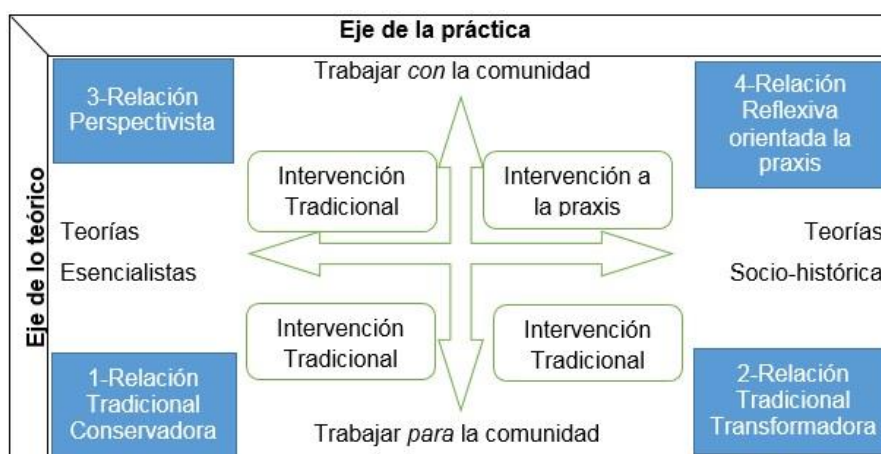 Eje de la práctica
Eje de lo teórico
3-Relación
Perspectivista
Trabajar con la comunidad
4-Relación
Reflexiva
orientada la
praxis
Intervención
Tradicional
Intervención a
la praxis
Teorías
Esencialistas
Teorías
Socio-histórica
Intervención
Tradicional
Intervención
Tradicional
1-Relación
Tradicional
Conservadora
Trabajar para la comunidad
2-Relación
Tradicional
Transformadora